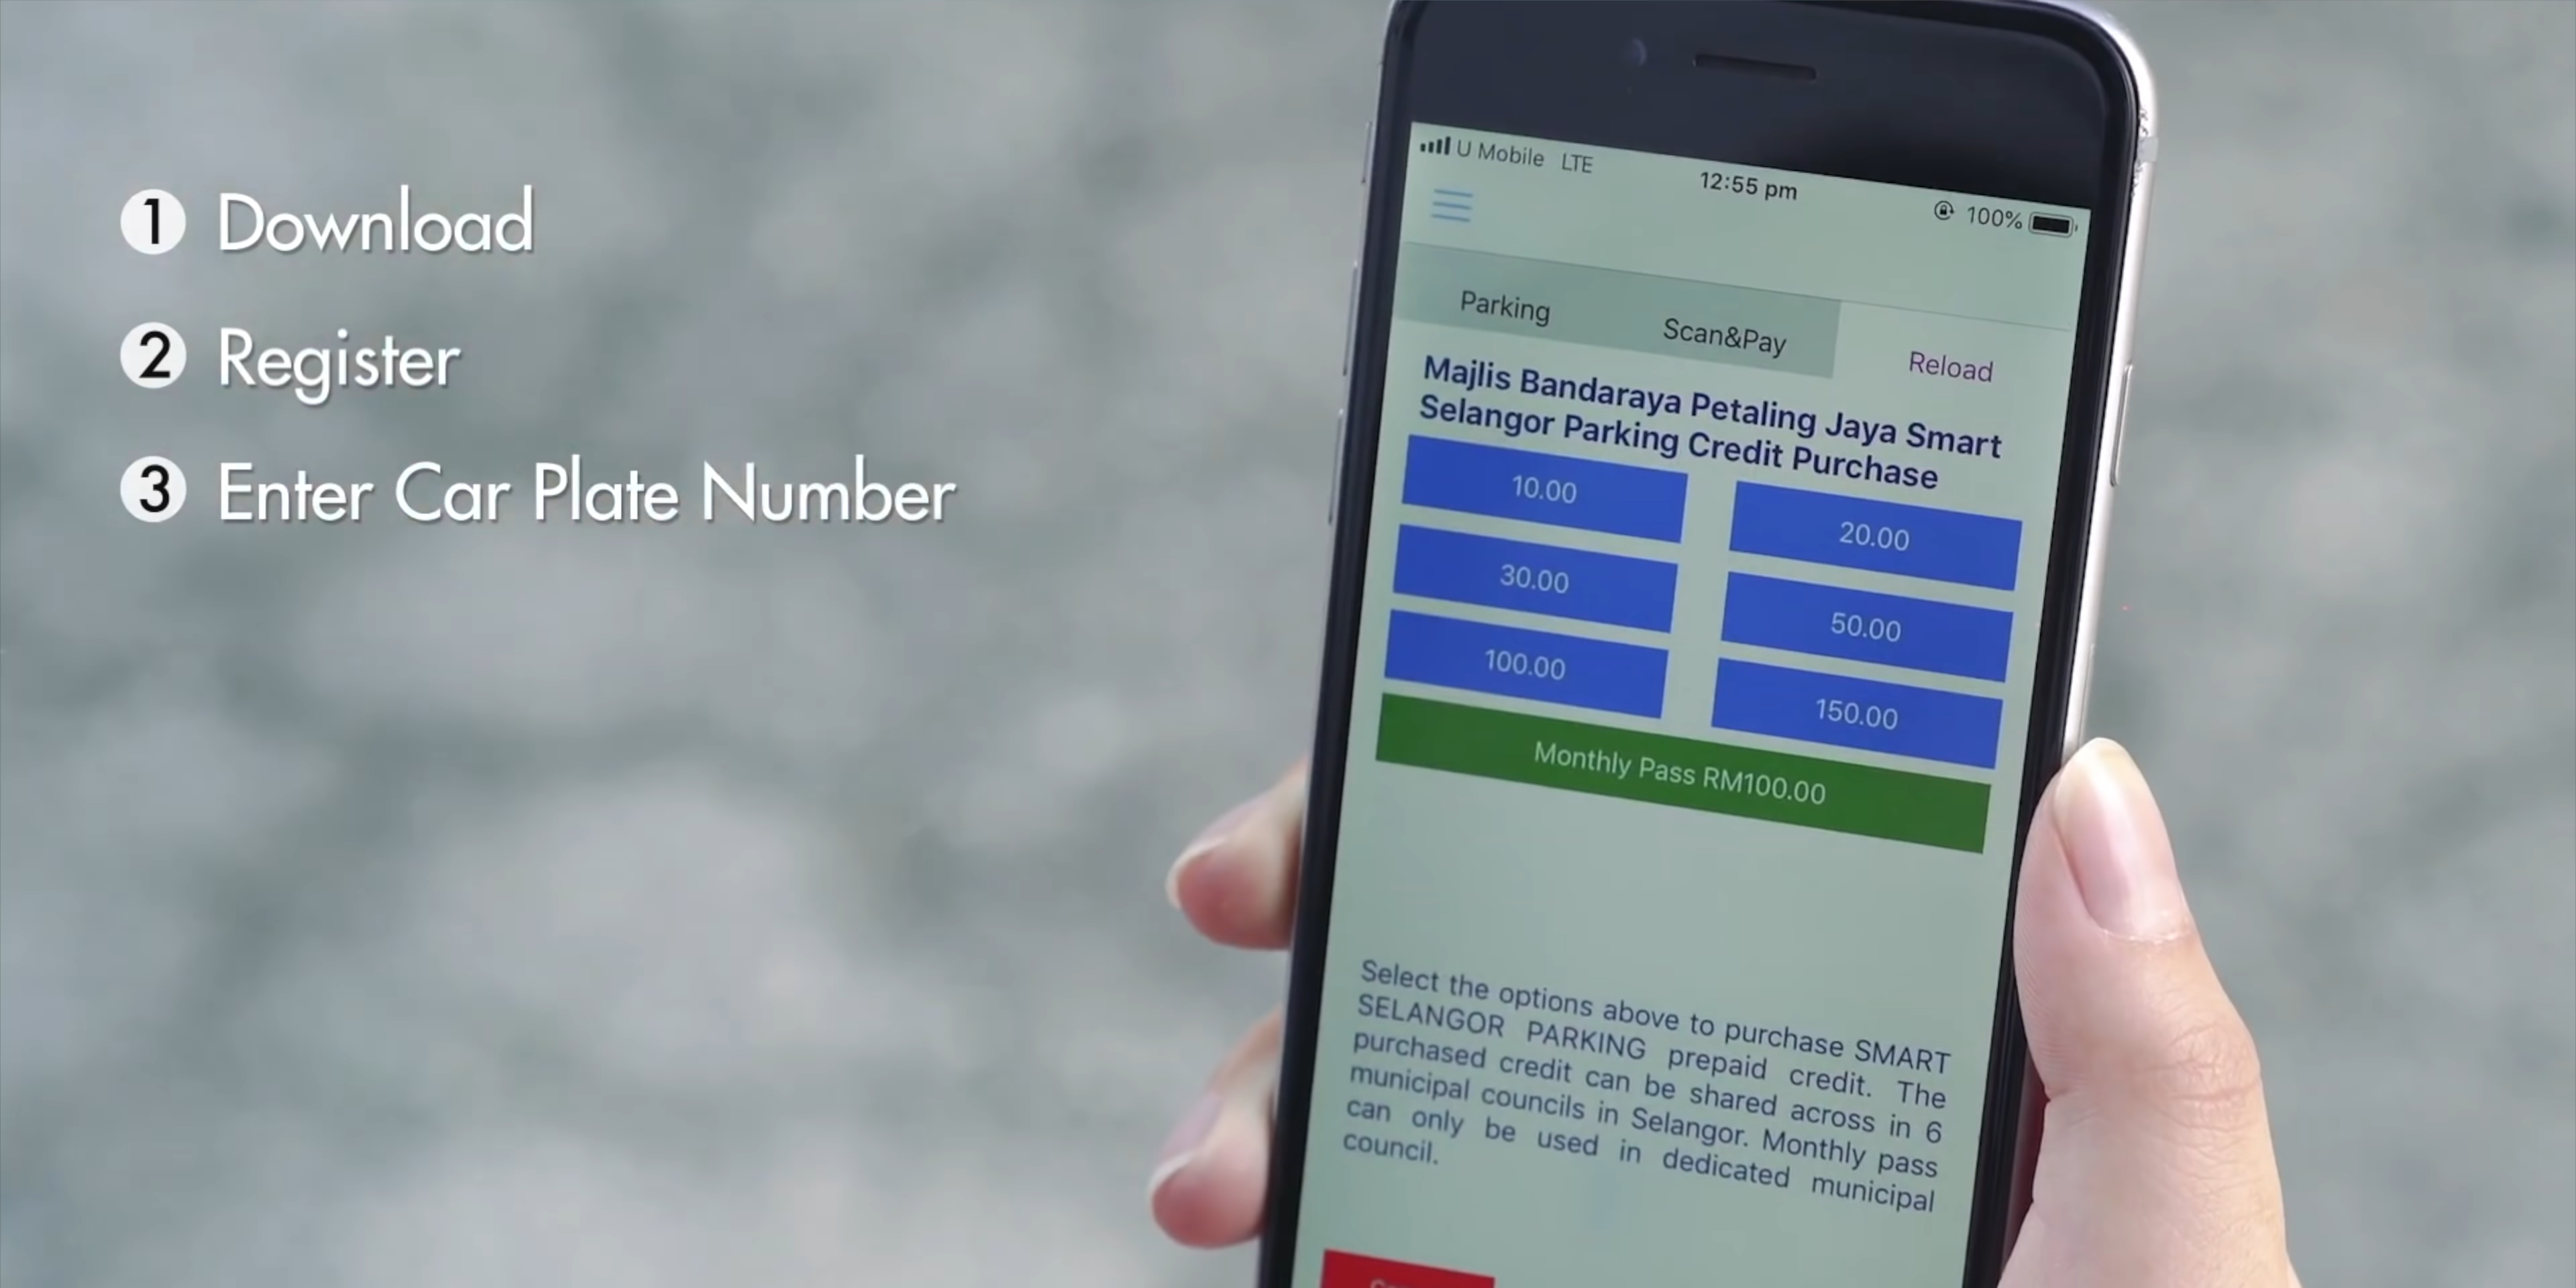 1 Download
2 Register
3 Enter Car Plate Number
U Mobile LTE
12:55 pm
100%
Parking
Scan&Pay
Reload
Majlis Bandaraya Petaling Jaya Smart
Selangor Parking Credit Purchase
10.00
20.00
30.00
50.00
100.00
150.00
Monthly Pass RM100.00
Select the options above to purchase SMART
SELANGOR PARKING prepaid credit. The
purchased credit can be shared across in 6
municipal councils in Selangor. Monthly pass
can only be used in dedicated municipal
council.